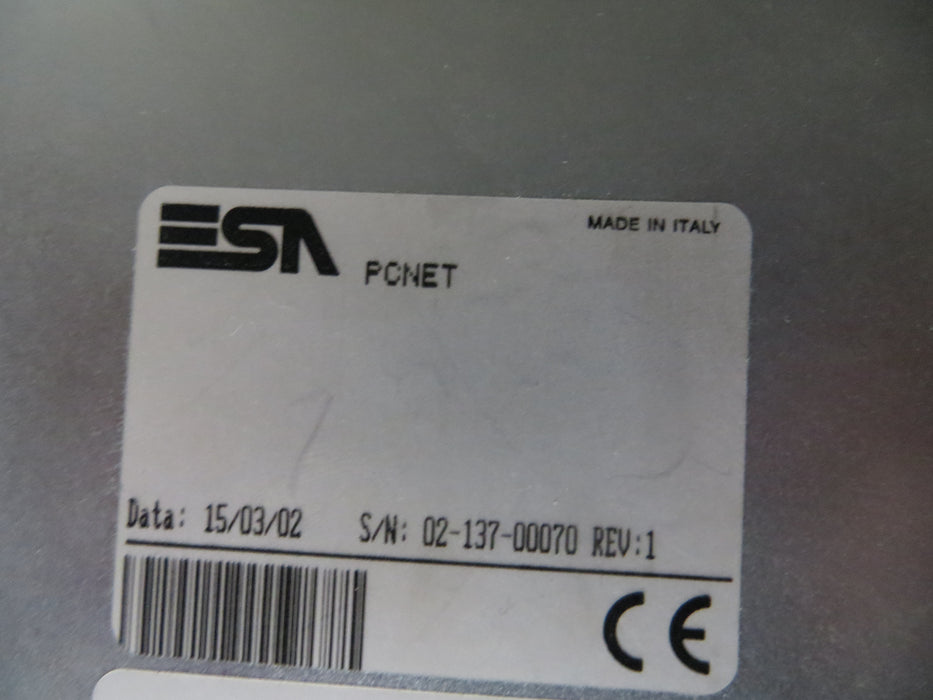 ESA
MADE IN ITALY
PCNET
Data: 15/03/02 S/N: 02-137-00070 REV:1
CE